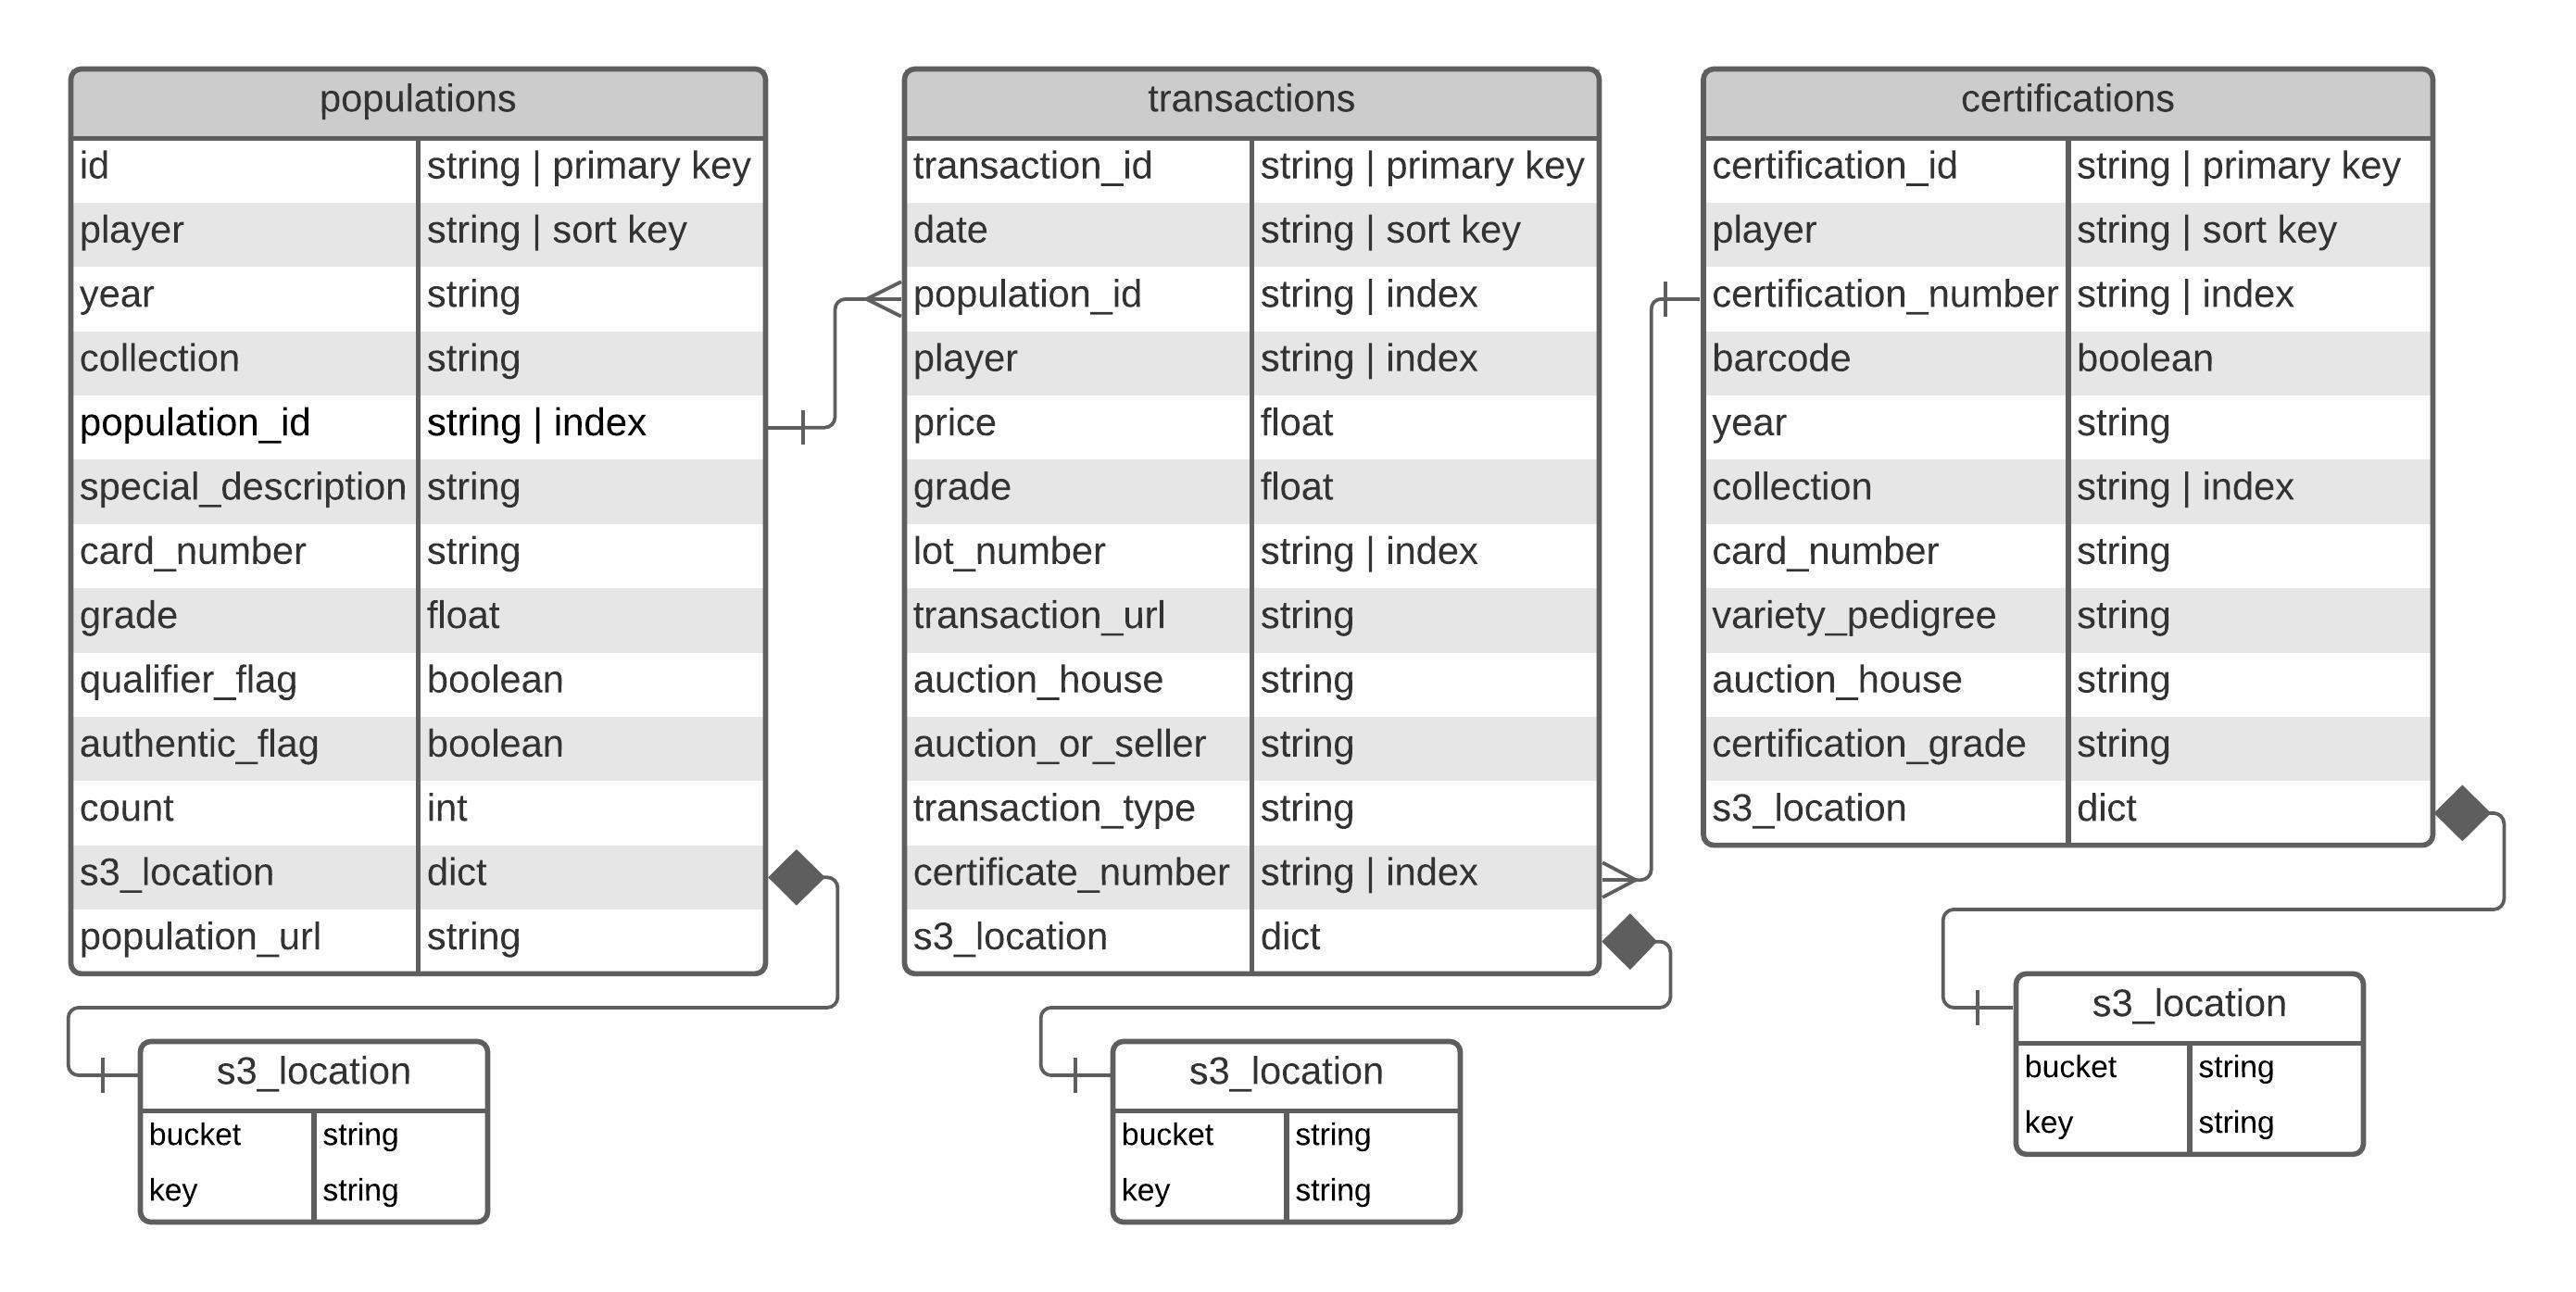 populations
id string | primary key
player string | sort key
year string
collection string
population_id string | index
special_description string
card_number string
grade float
qualifier_flag boolean
authentic_flag boolean
count int
s3_location dict
population_url string
s3_location
bucket string
key string
transactions
transaction_id string | primary key
date string | sort key
population_id string | index
player string | index
price float
grade float
lot_number string | index
transaction_url string
auction_house string
auction_or_seller string
transaction_type string
certificate_number string | index
s3_location dict
s3_location
bucket string
key string
certifications
certification_id string | primary key
player string | sort key
certification_number string | index
barcode boolean
year string
collection string | index
card_number string
variety_pedigree string
auction_house string
certification_grade string
s3_location dict
s3_location
bucket string
key string